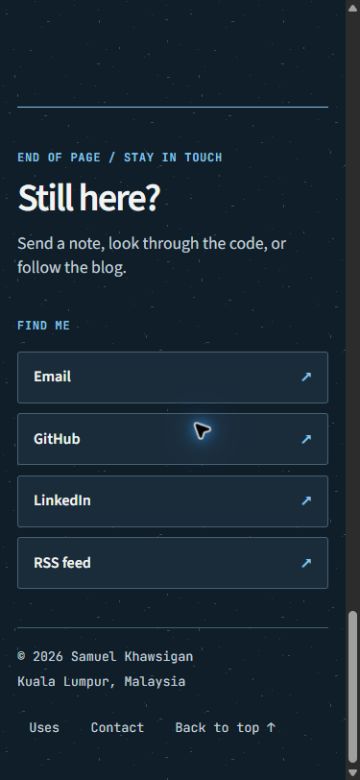 END OF PAGE / STAY IN TOUCH
Still here?
Send a note, look through the code, or
follow the blog.
FIND ME
Email ↗
GitHub ↗
LinkedIn ↗
RSS feed ↗
© 2026 Samuel Khawsigan
Kuala Lumpur, Malaysia
Uses Contact Back to top ↑